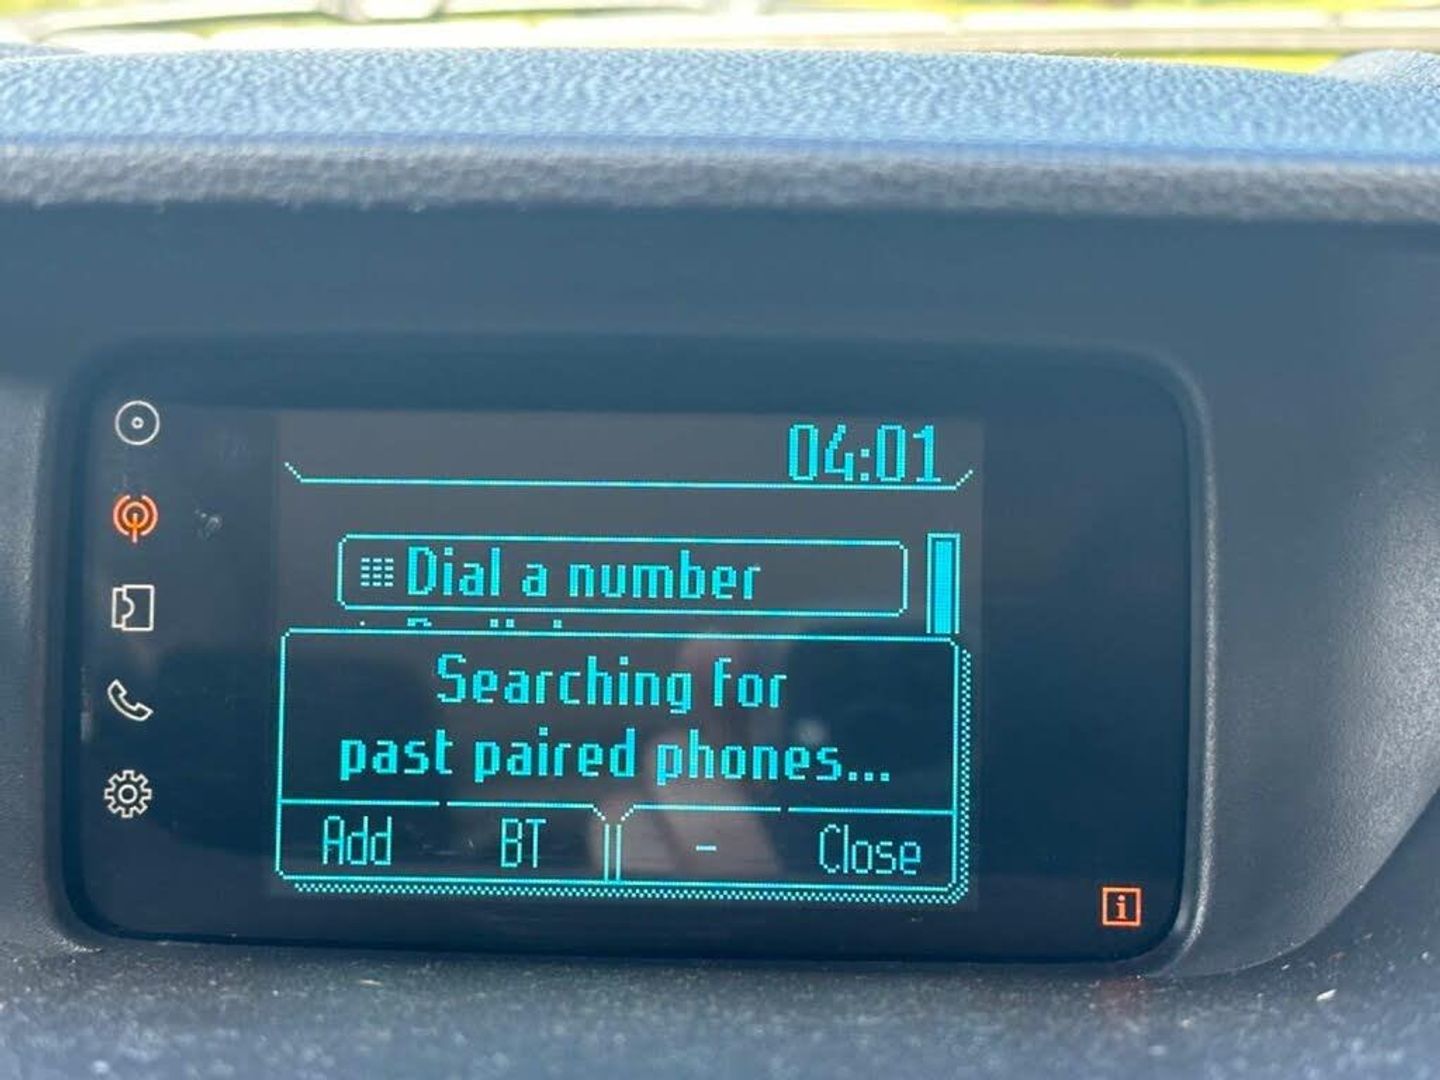 04:01
Dial a number
Searching for
past paired phones...
Add BT - Close
i